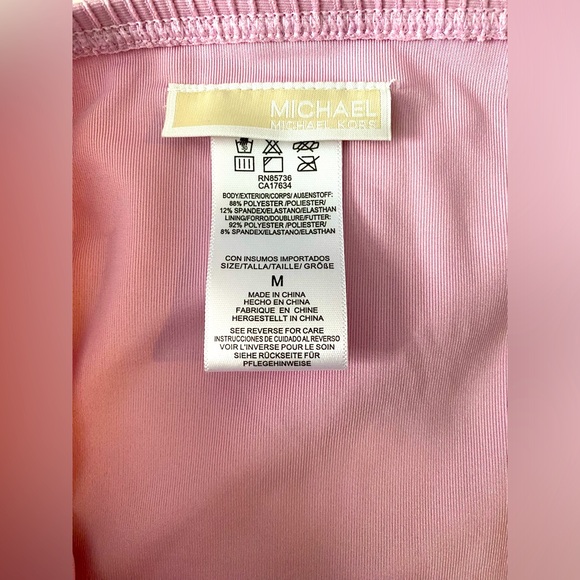 MICHAEL
MICHAEL KORS
RN85736
CA17634
BODY/EXTERIOR/CORPS/ AUßENSTOFF:
88% POLYESTER /POLIESTER/
12% SPANDEX/ELASTANO/ELASTHAN
LINING/FORRO/DOUBLURE/FUTTER:
92% POLYESTER /POLIESTER/
8% SPANDEX/ELASTANO/ELASTHAN
CON INSUMOS IMPORTADOS
SIZE/TALLA/TAILLE/ GRÖßE
M
MADE IN CHINA
HECHO EN CHINA
FABRIQUE EN CHINE
HERGESTELLT IN CHINA
SEE REVERSE FOR CARE
INSTRUCCIONES DE CUIDADO AL REVERSO
VOIR L'INVERSE POUR LE SOIN
SIEHE RÜCKSEITE FÜR
PFLEGEHINWEISE